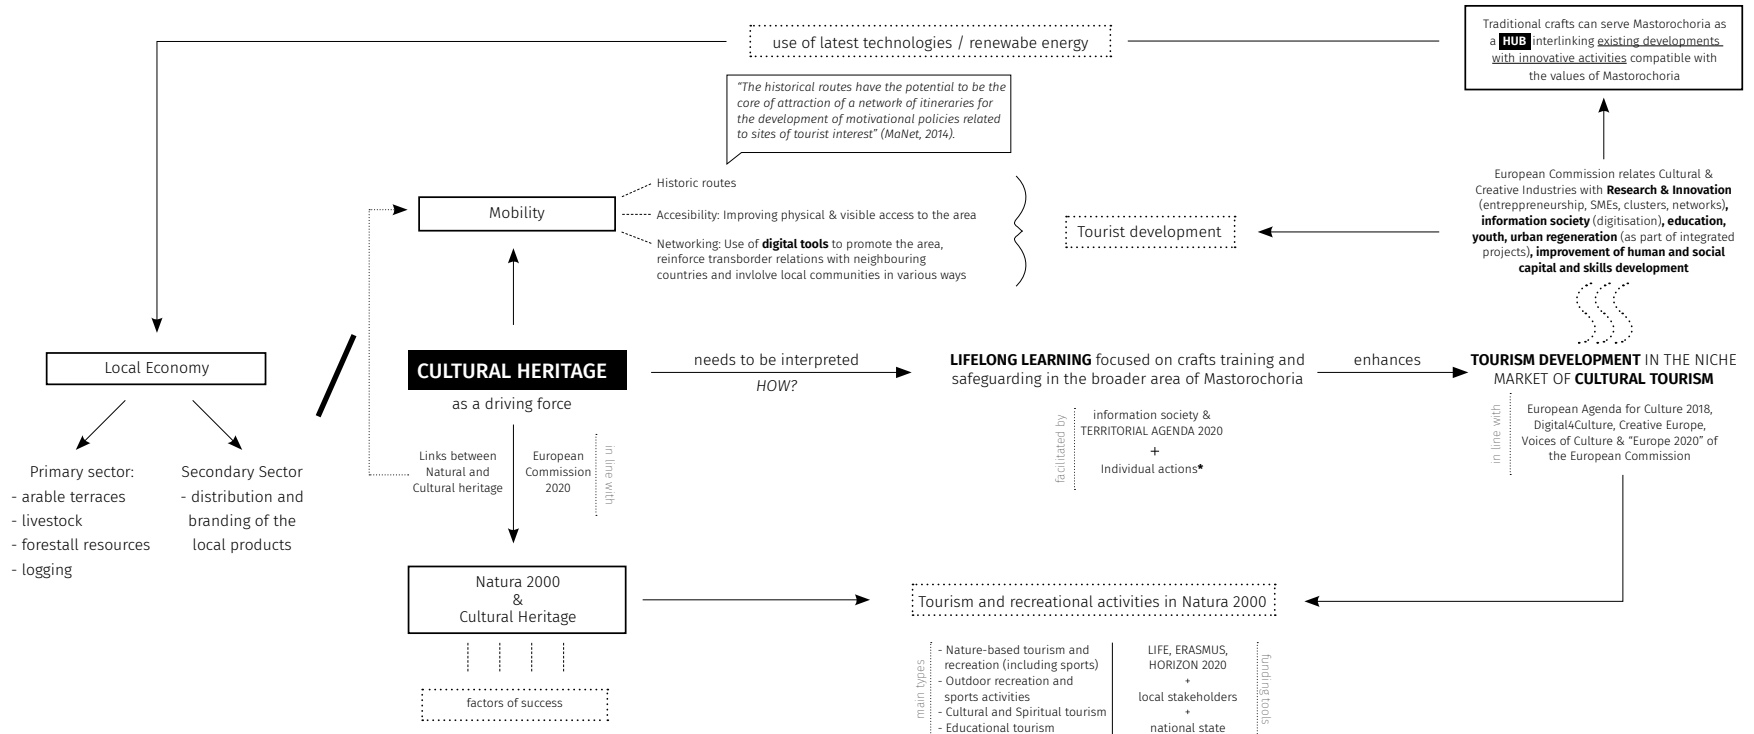 use of latest technologies / renewabe energy
Traditional crafts can serve Mastorochoria as
a HUB interlinking existing developments
with innovative activities compatible with
the values of Mastorochoria
“The historical routes have the potential to be the
core of attraction of a network of itineraries for
the development of motivational policies related
to sites of tourist interest” (MaNet, 2014).
Mobility
Historic routes
Accesibility: Improving physical & visible access to the area
Networking: Use of digital tools to promote the area,
reinforce transborder relations with neighbouring
countries and invololve local communities in various ways
Tourist development
European Commission relates Cultural &
Creative Industries with Research & Innovation
(entreppreneurship, SMEs, clusters, networks),
information society (digitisation), education,
youth, urban regeneration (as part of integrated
projects), improvement of human and social
capital and skills development
Local Economy
Primary sector:
- arable terraces
- livestock
- forestall resources
- logging
Secondary Sector
- distribution and
branding of the
local products
CULTURAL HERITAGE
as a driving force
needs to be interpreted
HOW?
LIFELONG LEARNING focused on crafts training and
safeguarding in the broader area of Mastorochoria
enhances
TOURISM DEVELOPMENT IN THE NICHE
MARKET OF CULTURAL TOURISM
Links between
Natural and
Cultural heritage
European
Commission
2020
in line with
facilitated by
information society &
TERRITORIAL AGENDA 2020
+
Individual actions*
in line with
European Agenda for Culture 2018,
Digital4Culture, Creative Europe,
Voices of Culture & “Europe 2020” of
the European Commission
Natura 2000
&
Cultural Heritage
factors of success
Tourism and recreational activities in Natura 2000
main types
- Nature-based tourism and
recreation (including sports)
- Outdoor recreation and
sports activities
- Cultural and Spiritual tourism
- Educational tourism
LIFE, ERASMUS,
HORIZON 2020
+
local stakeholders
+
national state
funding tools